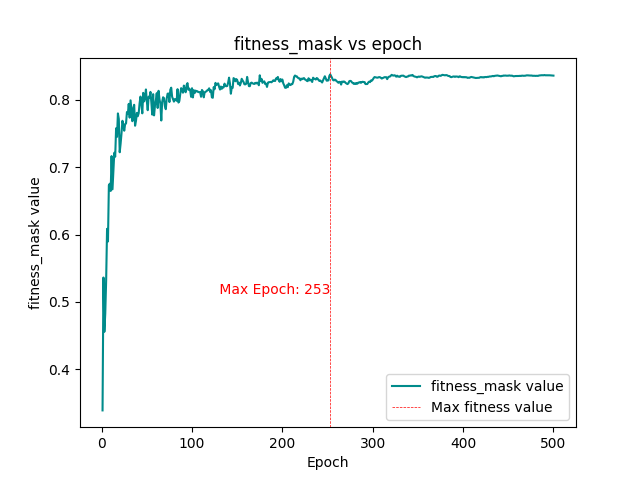 fitness_mask vs epoch
fitness_mask value
0.8
0.7
0.6
0.5
0.4
Max Epoch: 253
fitness_mask value
Max fitness value
0
100
200
300
400
500
Epoch